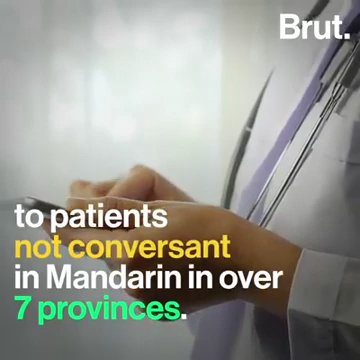 Brut.
to patients
not conversant
in Mandarin in over
7 provinces.